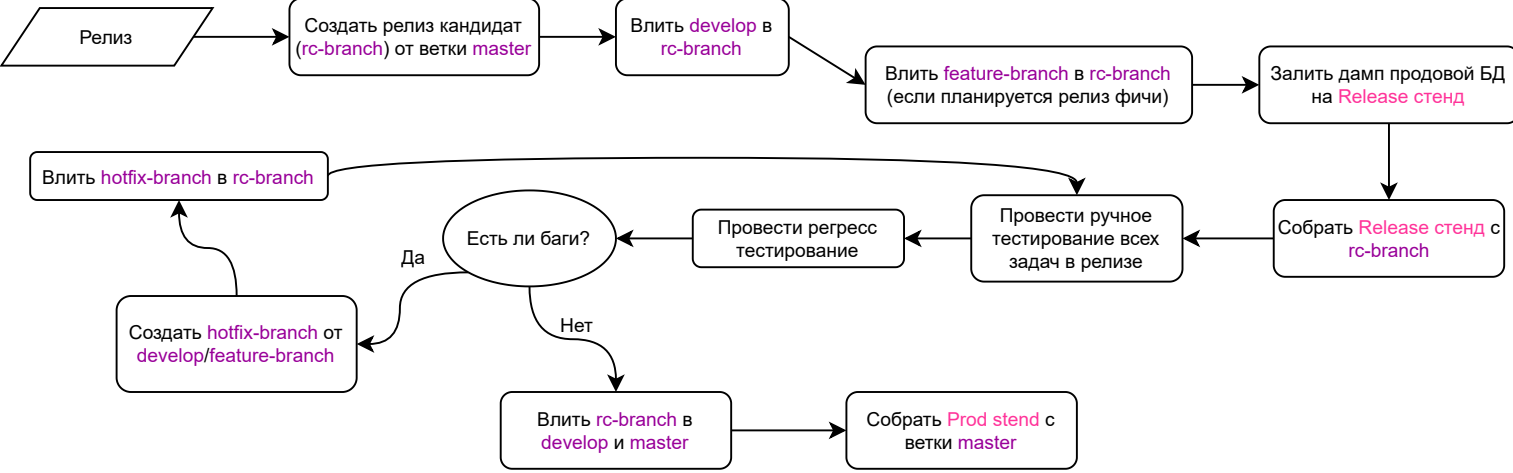 Релиз
Создать релиз кандидат
(rc-branch) от ветки master
Влить develop в
rc-branch
Влить feature-branch в rc-branch
(если планируется релиз фичи)
Залить дамп продовой БД
на Release стенд
Собрать Release стенд с
rc-branch
Провести ручное
тестирование всех
задач в релизе
Провести регресс
тестирование
Есть ли баги?
Да
Создать hotfix-branch от
develop/feature-branch
Влить hotfix-branch в rc-branch
Нет
Влить rc-branch в
develop и master
Собрать Prod stend с
ветки master